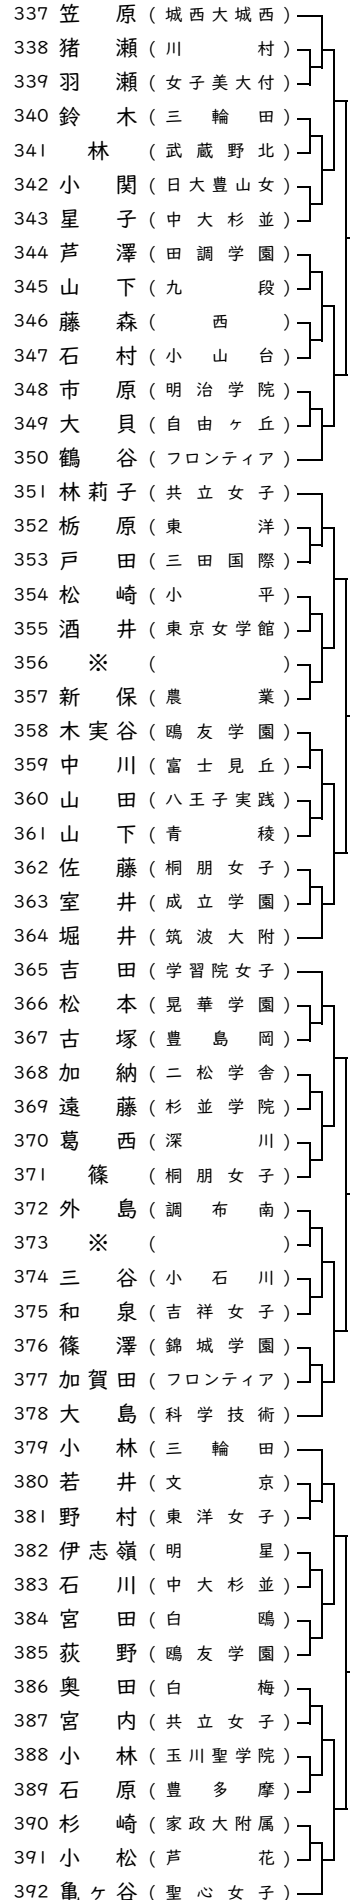 337 笠原 (城西大城西)
338 猪瀬 (川村)
339 羽瀬 (女子美大付)
340 鈴木 (三輪田)
341 林 (武蔵野北)
342 小関 (日大豊山女)
343 星子 (中大杉並)
344 芦澤 (田調学園)
345 山下 (九段)
346 藤森 (西)
347 石村 (小山台)
348 市原 (明治学院)
349 大貝 (自由ヶ丘)
350 鶴谷 (フロンティア)
351 林莉子 (共立女子)
352 栃原 (東洋)
353 戸田 (三田国際)
354 松崎 (小平)
355 酒井 (東京女学館)
356 ※ ( )
357 新保 (農業)
358 木実谷 (鴎友学園)
359 中川 (富士見丘)
360 山田 (八王子実践)
361 山下 (青稜)
362 佐藤 (桐朋女子)
363 室井 (成立学園)
364 堀井 (筑波大附)
365 吉田 (学習院女子)
366 松本 (晃華学園)
367 古塚 (豊島岡)
368 加納 (二松学舎)
369 遠藤 (杉並学院)
370 葛西 (深川)
371 篠 (桐朋女子)
372 外島 (調布南)
373 ※ ( )
374 三谷 (小石川)
375 和泉 (吉祥女子)
376 篠澤 (錦城学園)
377 加賀田 (フロンティア)
378 大島 (科学技術)
379 小林 (三輪田)
380 若井 (文京)
381 野村 (東洋女子)
382 伊志嶺 (明星)
383 石川 (中大杉並)
384 宮田 (白鴎)
385 荻野 (鴎友学園)
386 奥田 (白梅)
387 宮内 (共立女子)
388 小林 (玉川聖学院)
389 石原 (豊多摩)
390 杉崎 (家政大附属)
391 小松 (芦花)
392 亀ヶ谷 (聖心女子)